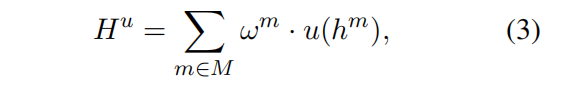 H^u = \sum_{m \in M} \omega^m \cdot u(h^m), (3)